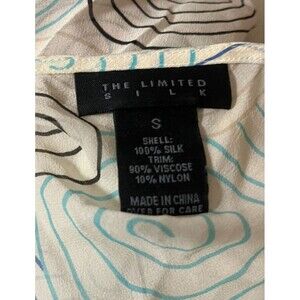 THE LIMITED
SILK
S
SHELL:
100% SILK
TRIM:
90% VISCOSE
10% NYLON
MADE IN CHINA
OVER FOR CARE